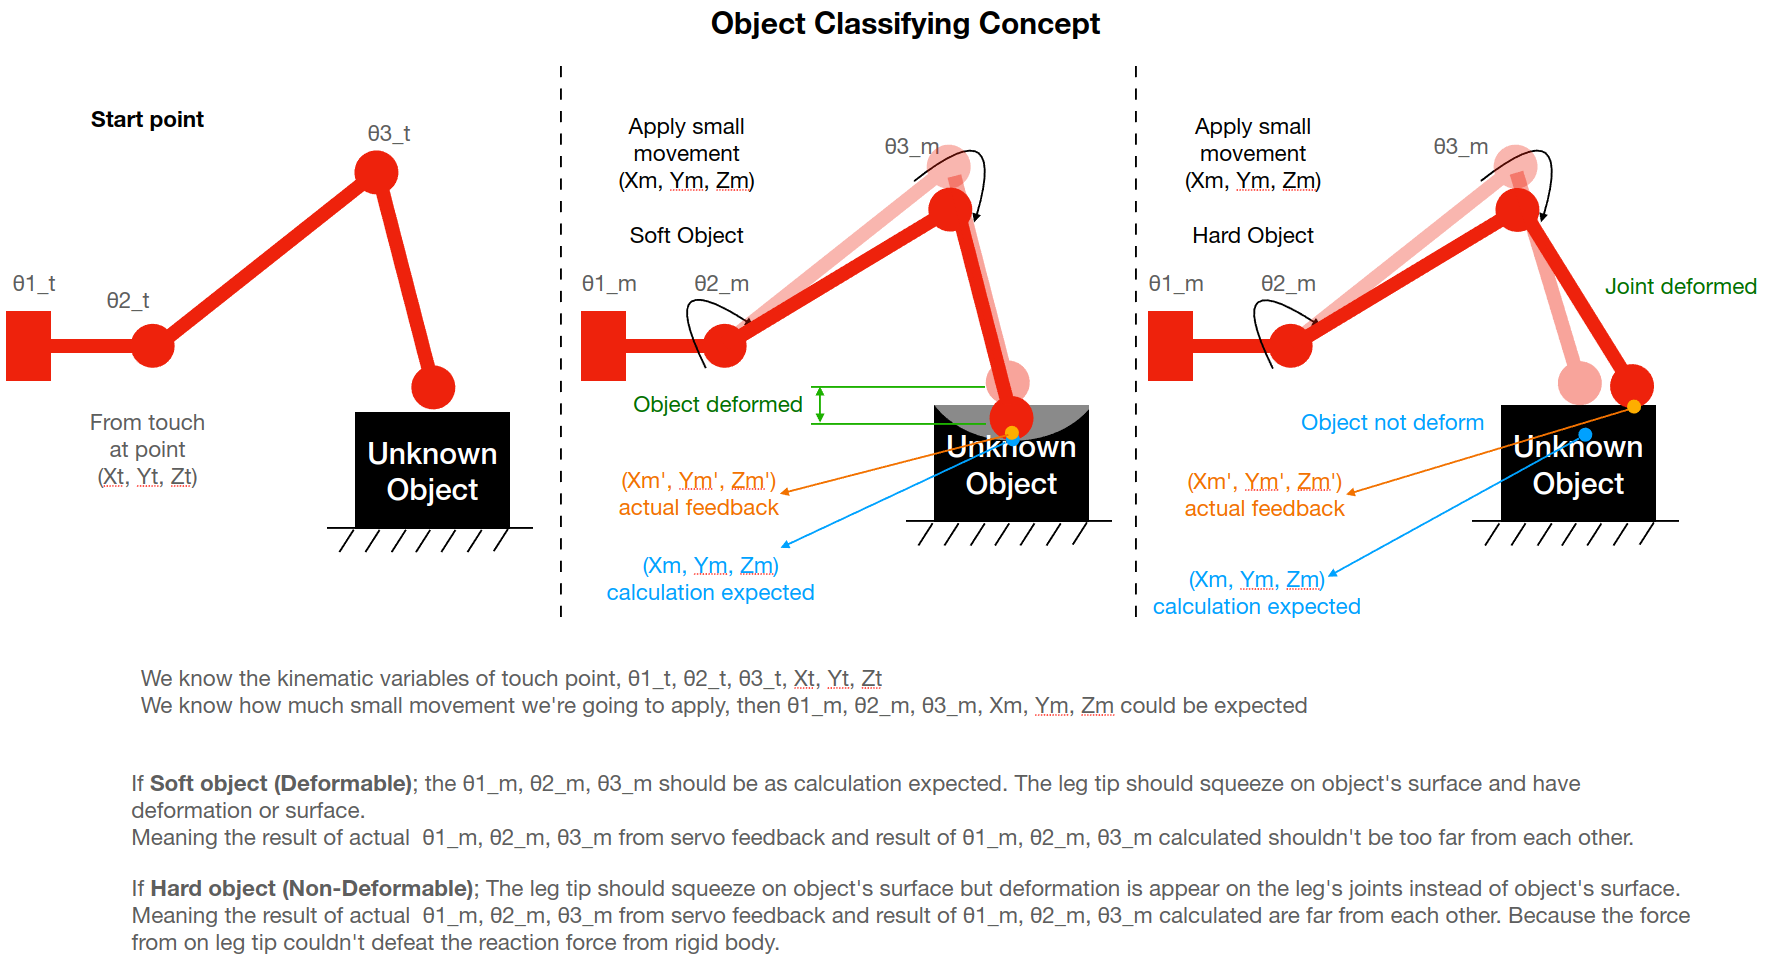 Object Classifying Concept
Start point
θ3_t
θ1_t
θ2_t
From touch
at point
(Xt, Yt, Zt)
Unknown
Object
Apply small
movement
(Xm, Ym, Zm)
Soft Object
θ3_m
θ1_m
θ2_m
Object deformed
Unknown
Object
(Xm', Ym', Zm')
actual feedback
(Xm, Ym, Zm)
calculation expected
Apply small
movement
(Xm, Ym, Zm)
Hard Object
θ3_m
θ1_m
θ2_m
Joint deformed
Object not deform
Unknown
Object
(Xm', Ym', Zm')
actual feedback
(Xm, Ym, Zm)
calculation expected
We know the kinematic variables of touch point, θ1_t, θ2_t, θ3_t, Xt, Yt, Zt
We know how much small movement we're going to apply, then θ1_m, θ2_m, θ3_m, Xm, Ym, Zm could be expected
If Soft object (Deformable); the θ1_m, θ2_m, θ3_m should be as calculation expected. The leg tip should squeeze on object's surface and have
deformation or surface.
Meaning the result of actual  θ1_m, θ2_m, θ3_m from servo feedback and result of θ1_m, θ2_m, θ3_m calculated shouldn't be too far from each other.
If Hard object (Non-Deformable); The leg tip should squeeze on object's surface but deformation is appear on the leg's joints instead of object's surface.
Meaning the result of actual  θ1_m, θ2_m, θ3_m from servo feedback and result of θ1_m, θ2_m, θ3_m calculated are far from each other. Because the force
from on leg tip couldn't defeat the reaction force from rigid body.